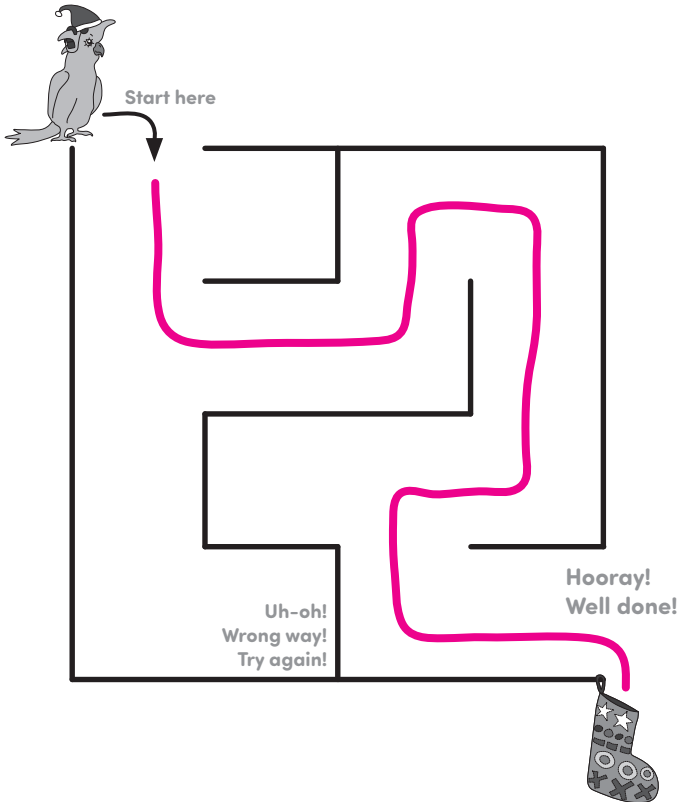 Start here
Hooray!
Well done!
Uh-oh!
Wrong way!
Try again!